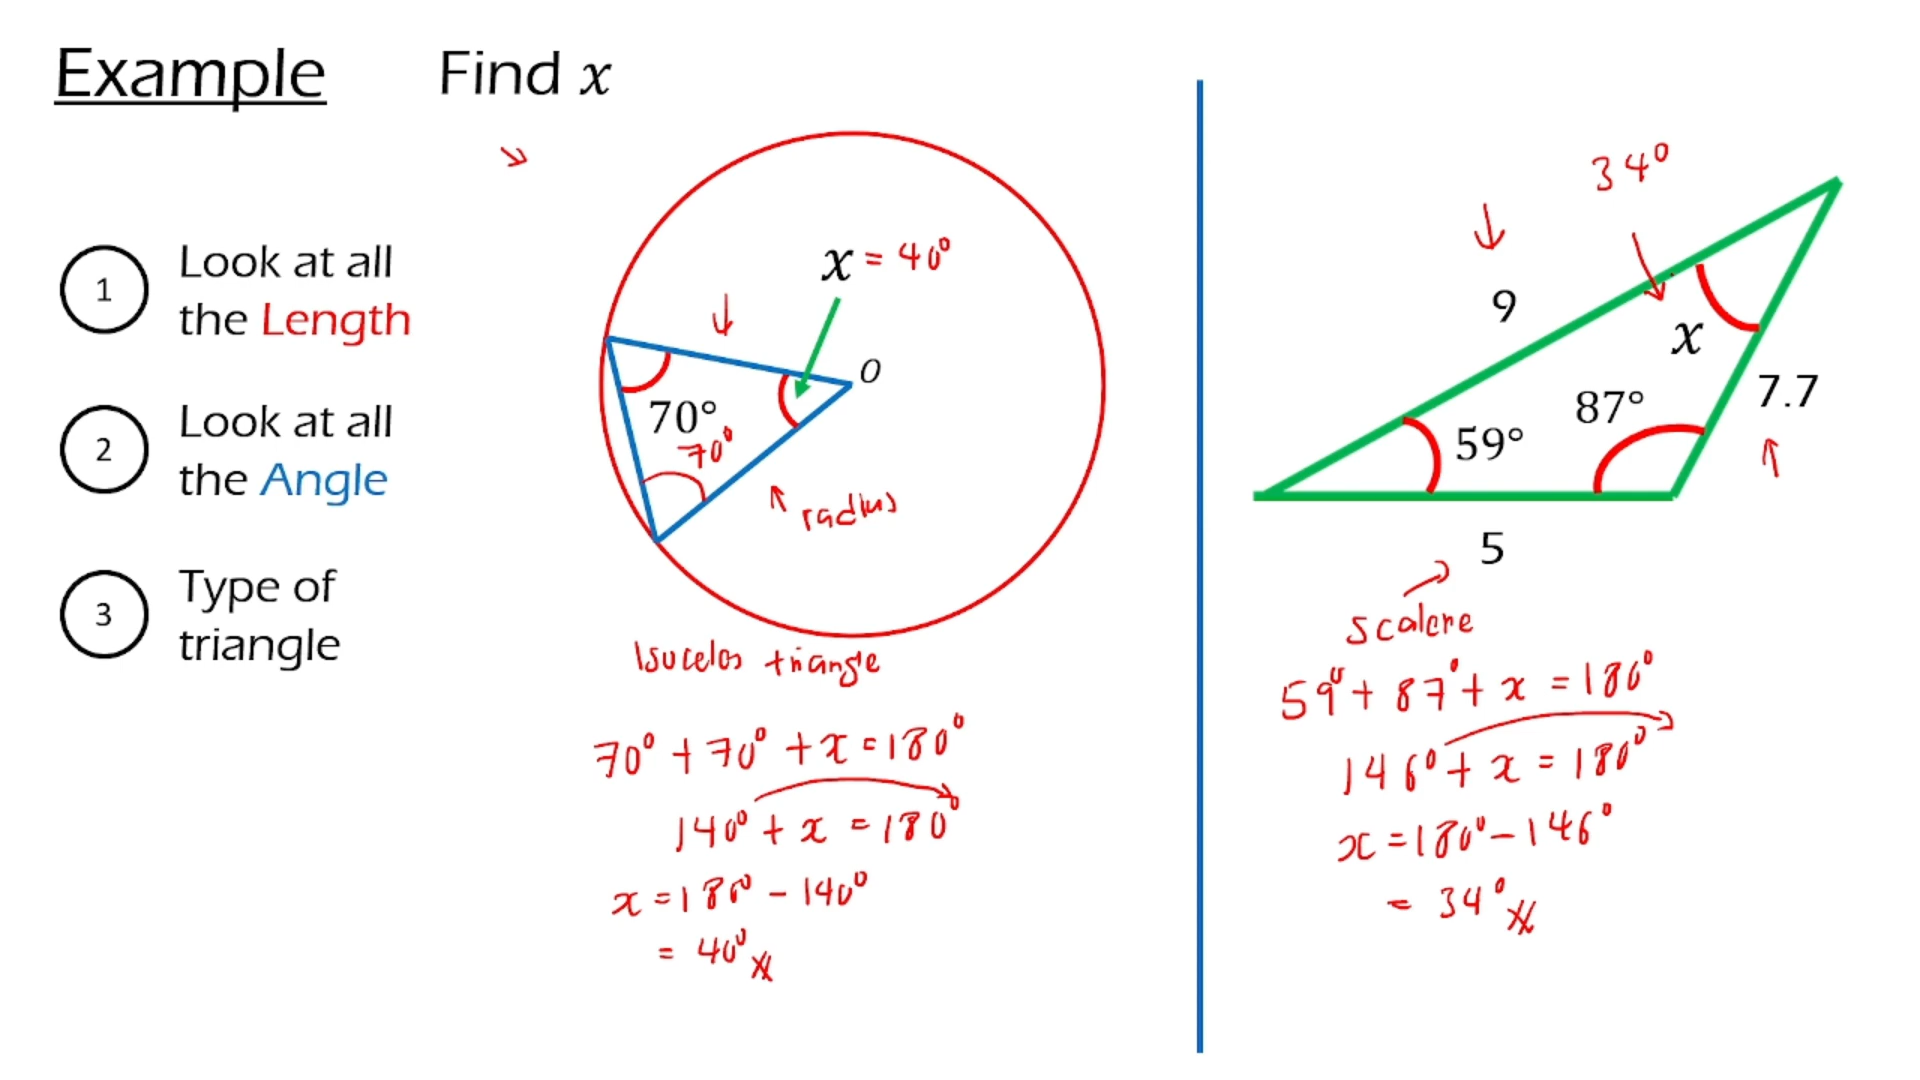 Example
Find x
1
Look at all
the Length
2
Look at all
the Angle
3
Type of
triangle
x = 40°
O
70°
70°
radius
Isucelos triangle
70° + 70° + x = 180°
140° + x = 180°
x = 180° - 140°
= 40°
34°
9
x
7.7
87°
59°
5
scalene
59° + 87° + x = 180°
146° + x = 180°
x = 180° - 146°
= 34°